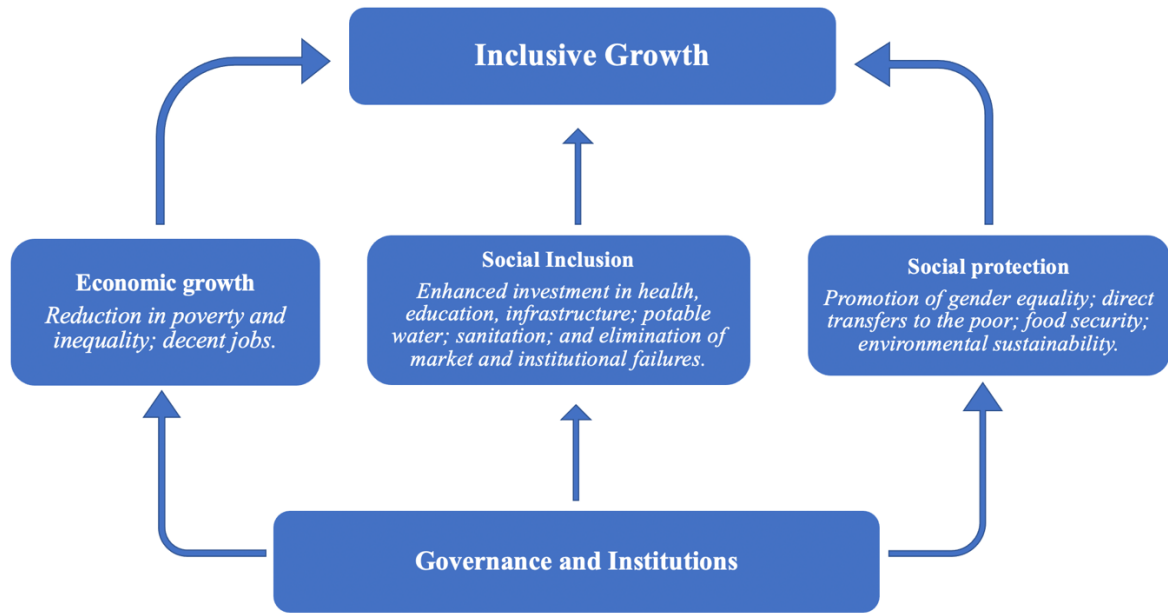 Inclusive Growth
Economic growth
Reduction in poverty and
inequality; decent jobs.
Social Inclusion
Enhanced investment in health,
education, infrastructure; potable
water; sanitation; and elimination of
market and institutional failures.
Social protection
Promotion of gender equality; direct
transfers to the poor; food security;
environmental sustainability.
Governance and Institutions